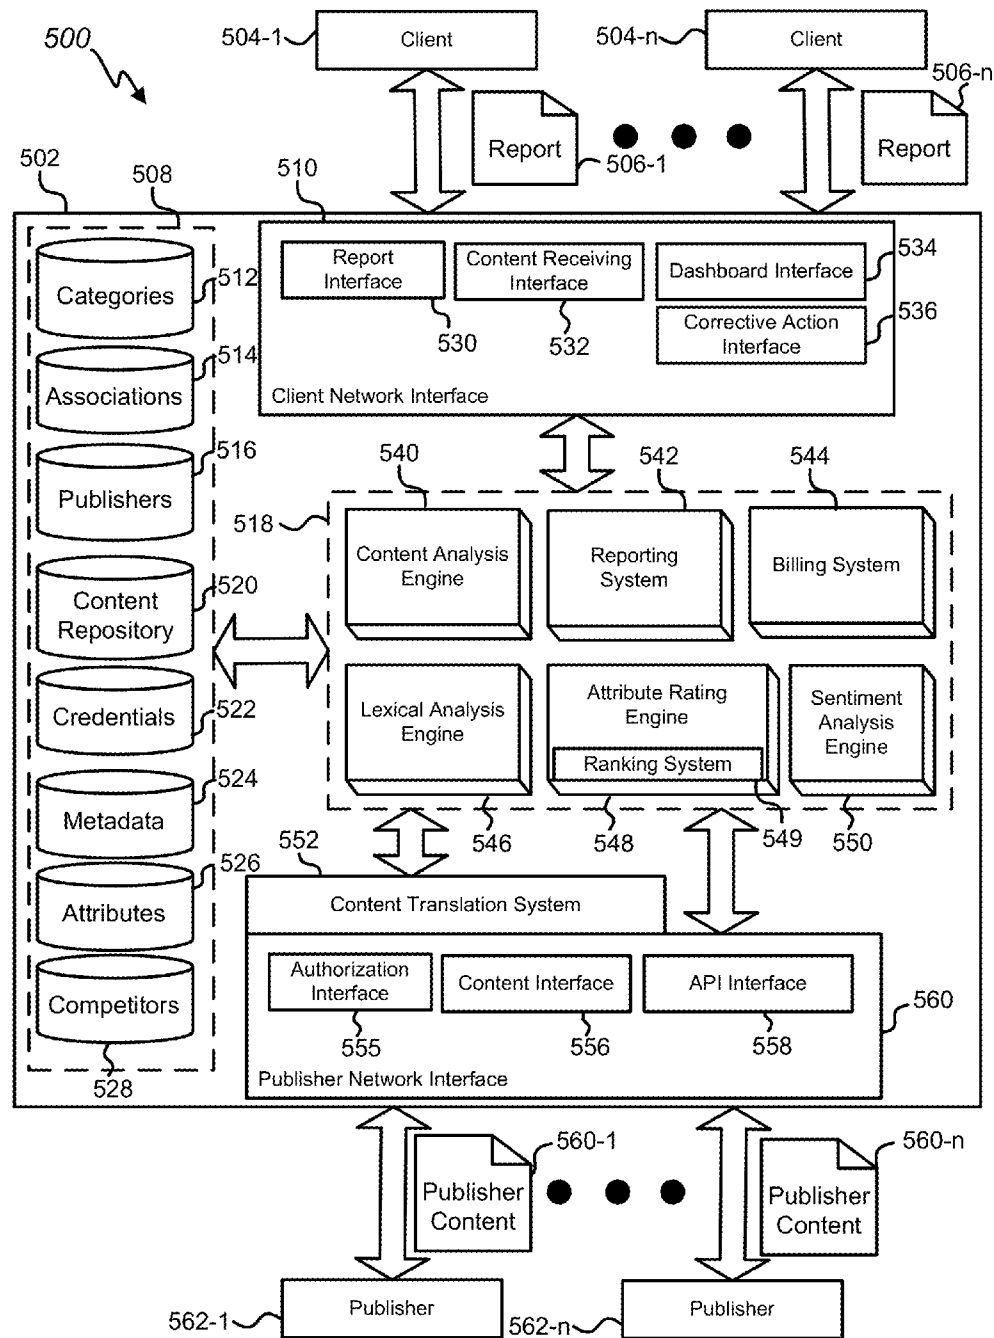 500
504-1
Client
504-n
Client
506-n
Report
506-1
Report
502
508
510
Categories
512
Associations
514
Publishers
516
Content
Repository
520
Credentials
522
Metadata
524
Attributes
526
Competitors
528
Report
Interface
530
Content Receiving
Interface
532
Dashboard Interface
534
Corrective Action
Interface
536
Client Network Interface
518
540
Content Analysis
Engine
542
Reporting
System
544
Billing System
Lexical Analysis
Engine
546
Attribute Rating
Engine
Ranking System
548
549
Sentiment
Analysis
Engine
550
552
Content Translation System
Authorization
Interface
555
Content Interface
556
API Interface
558
560
Publisher Network Interface
560-1
Publisher
Content
560-n
Publisher
Content
562-1
Publisher
562-n
Publisher